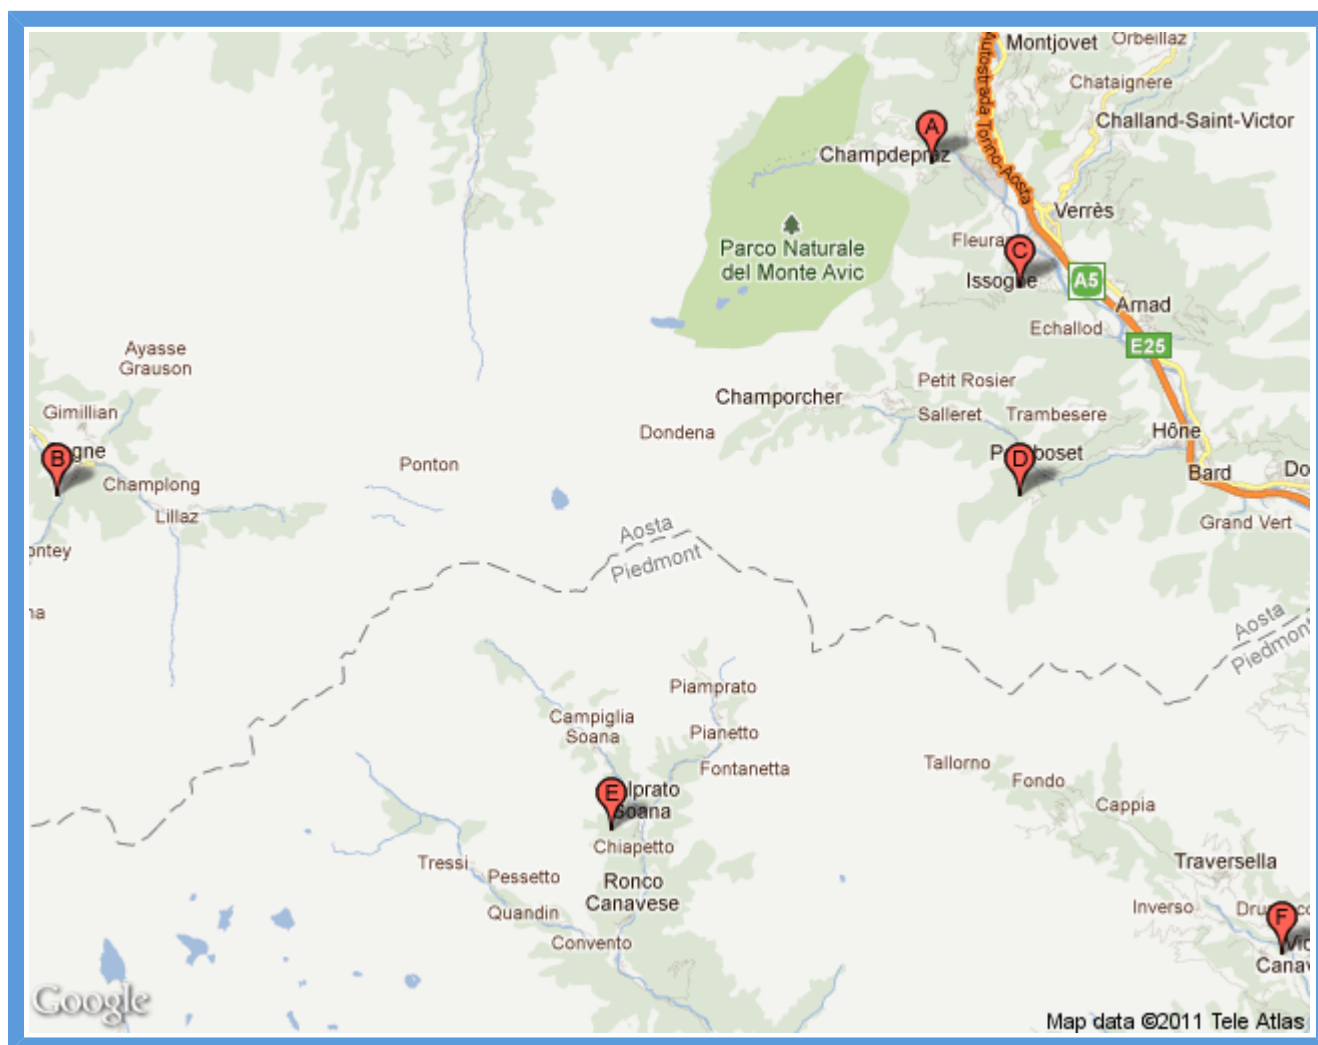 Montjovet
Orbeillaz
Autostrada Torino-Aosta
Chataignere
Challand-Saint-Victor
A
Champdepraz
Verrès
Parco Naturale
del Monte Avic
C
Issogne
A5
Arnad
Echallod
E25
Ayasse
Grauson
Petit Rosier
Champorcher
Gimillian
Salleret
Trambesere
Dondena
Hône
B
D
Ponton
Champlong
Bard
Lillaz
Grand Vert
Aosta
Piedmont
Aosta
Piedmont
Piamprato
Campiglia
Soana
Pianetto
Fontanetta
Tallorno
Fondo
E
Soana
Cappia
Chiapetto
Tressi
Pessetto
Ronco
Canavese
Traversella
Quandin
Inverso
F
Convento
Google
Map data ©2011 Tele Atlas